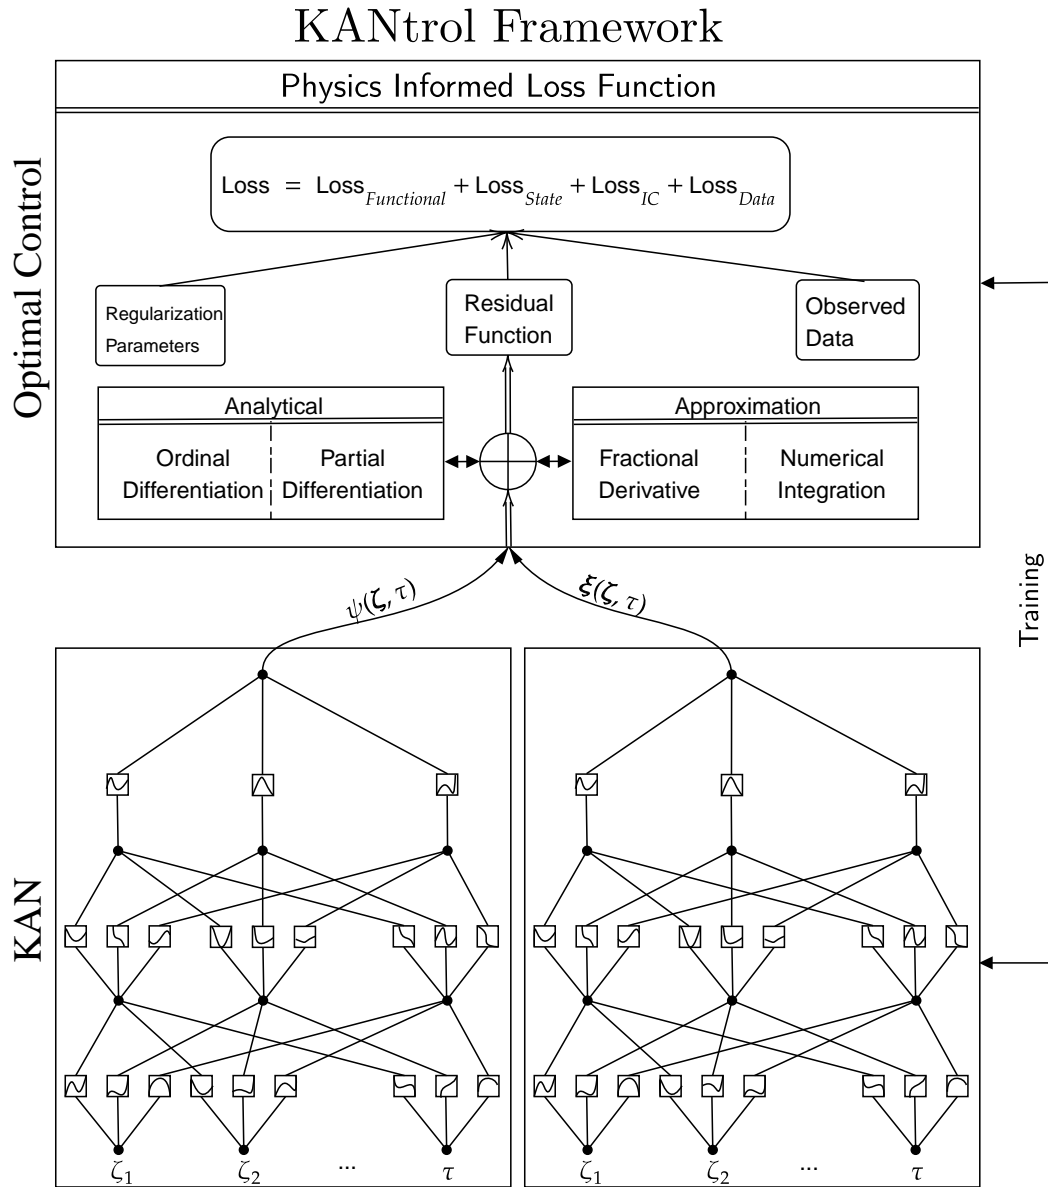 KANtrol Framework
Physics Informed Loss Function
Optimal Control
Loss = Loss_Functional + Loss_State + Loss_IC + Loss_Data
Regularization
Parameters
Residual
Function
Observed
Data
Analytical
Ordinal
Differentiation
Partial
Differentiation
Approximation
Fractional
Derivative
Numerical
Integration
ψ(ζ, τ)
ξ(ζ, τ)
Training
KAN
ζ₁
ζ₂
...
τ
ζ₁
ζ₂
...
τ